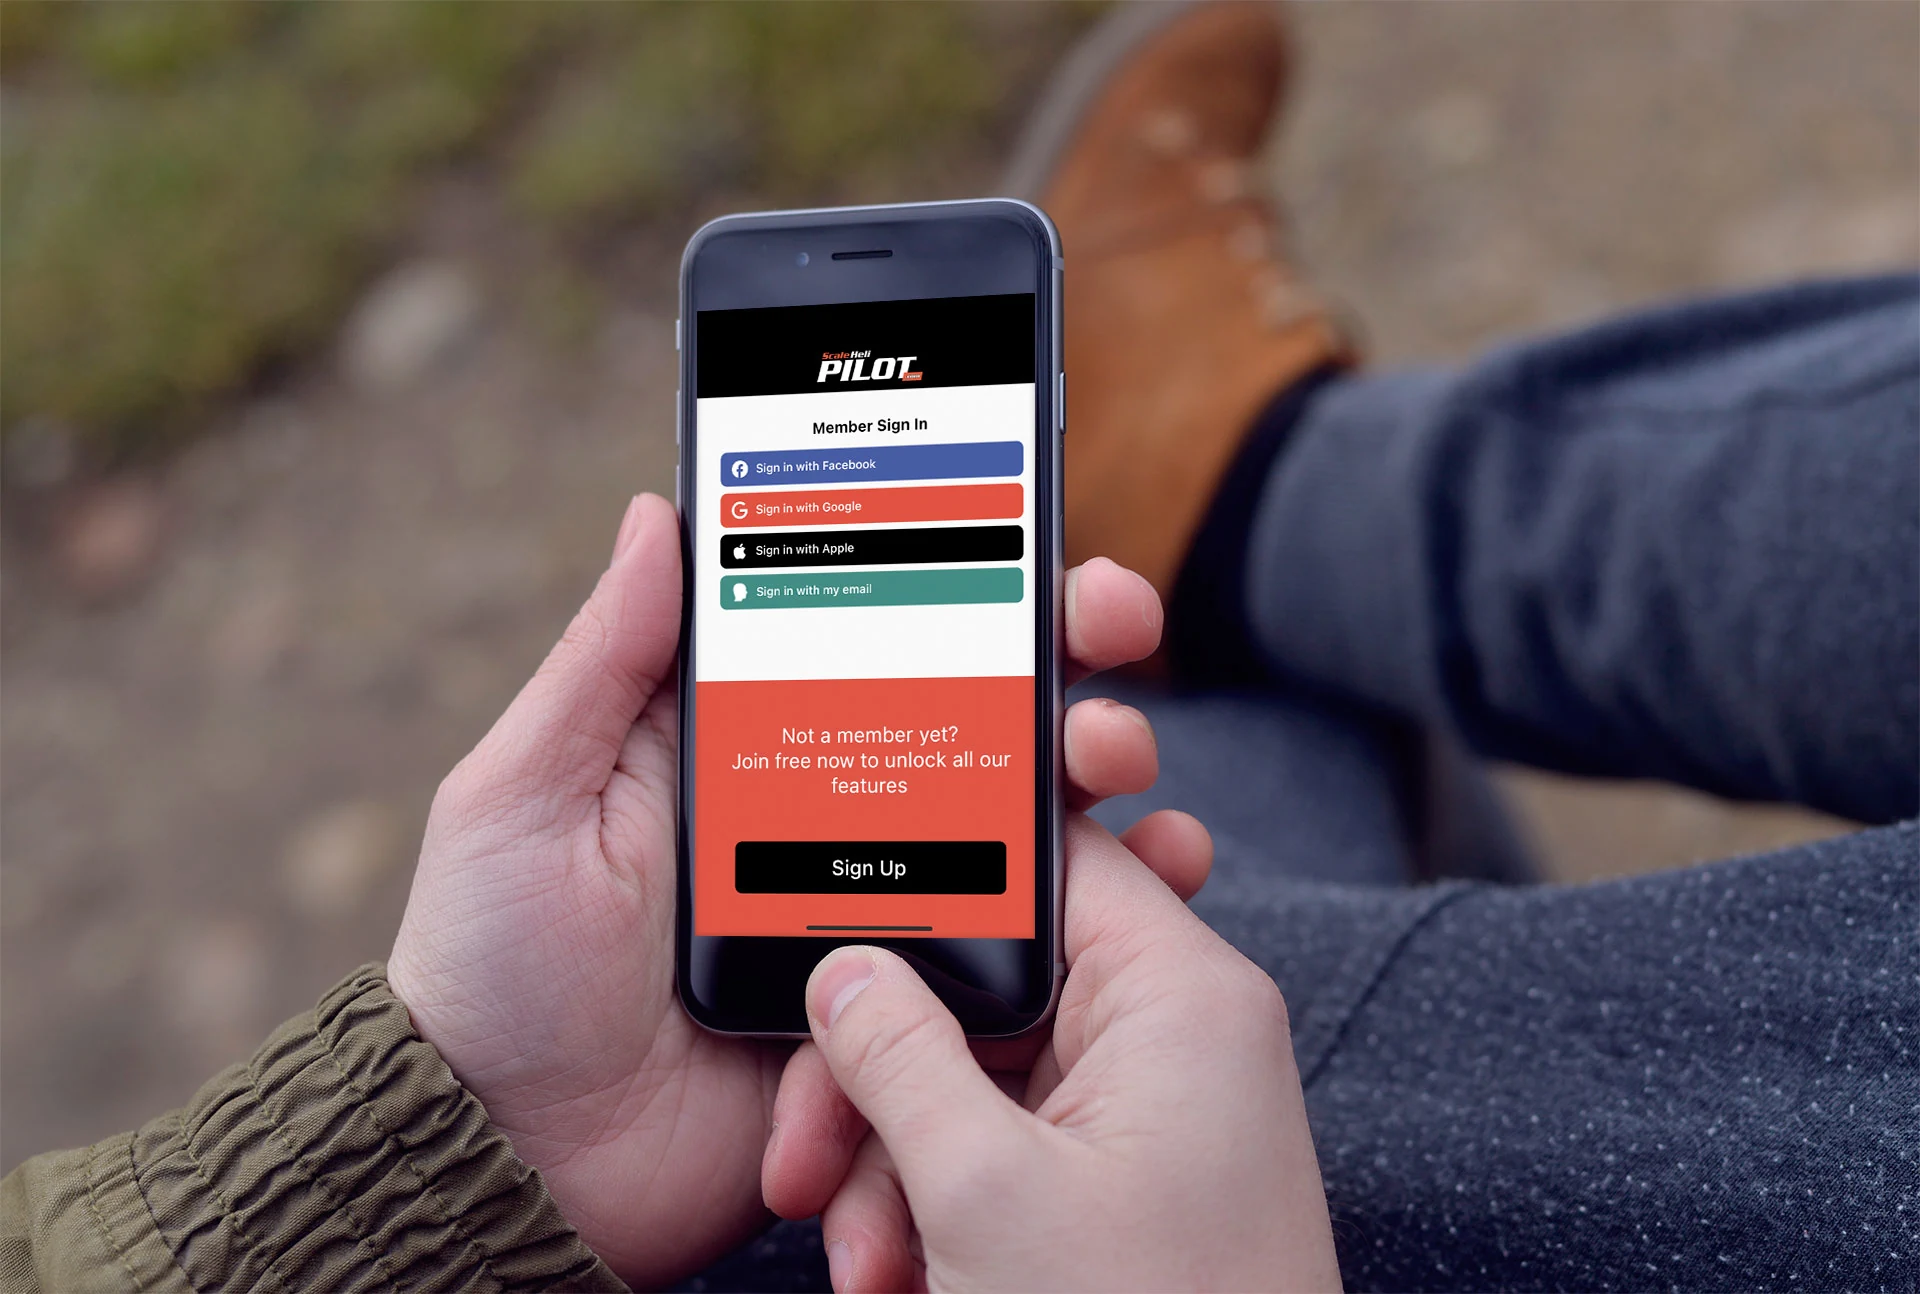 Scale Heli
PILOT
Member Sign In
Sign in with Facebook
Sign in with Google
Sign in with Apple
Sign in with my email
Not a member yet?
Join free now to unlock all our
features
Sign Up